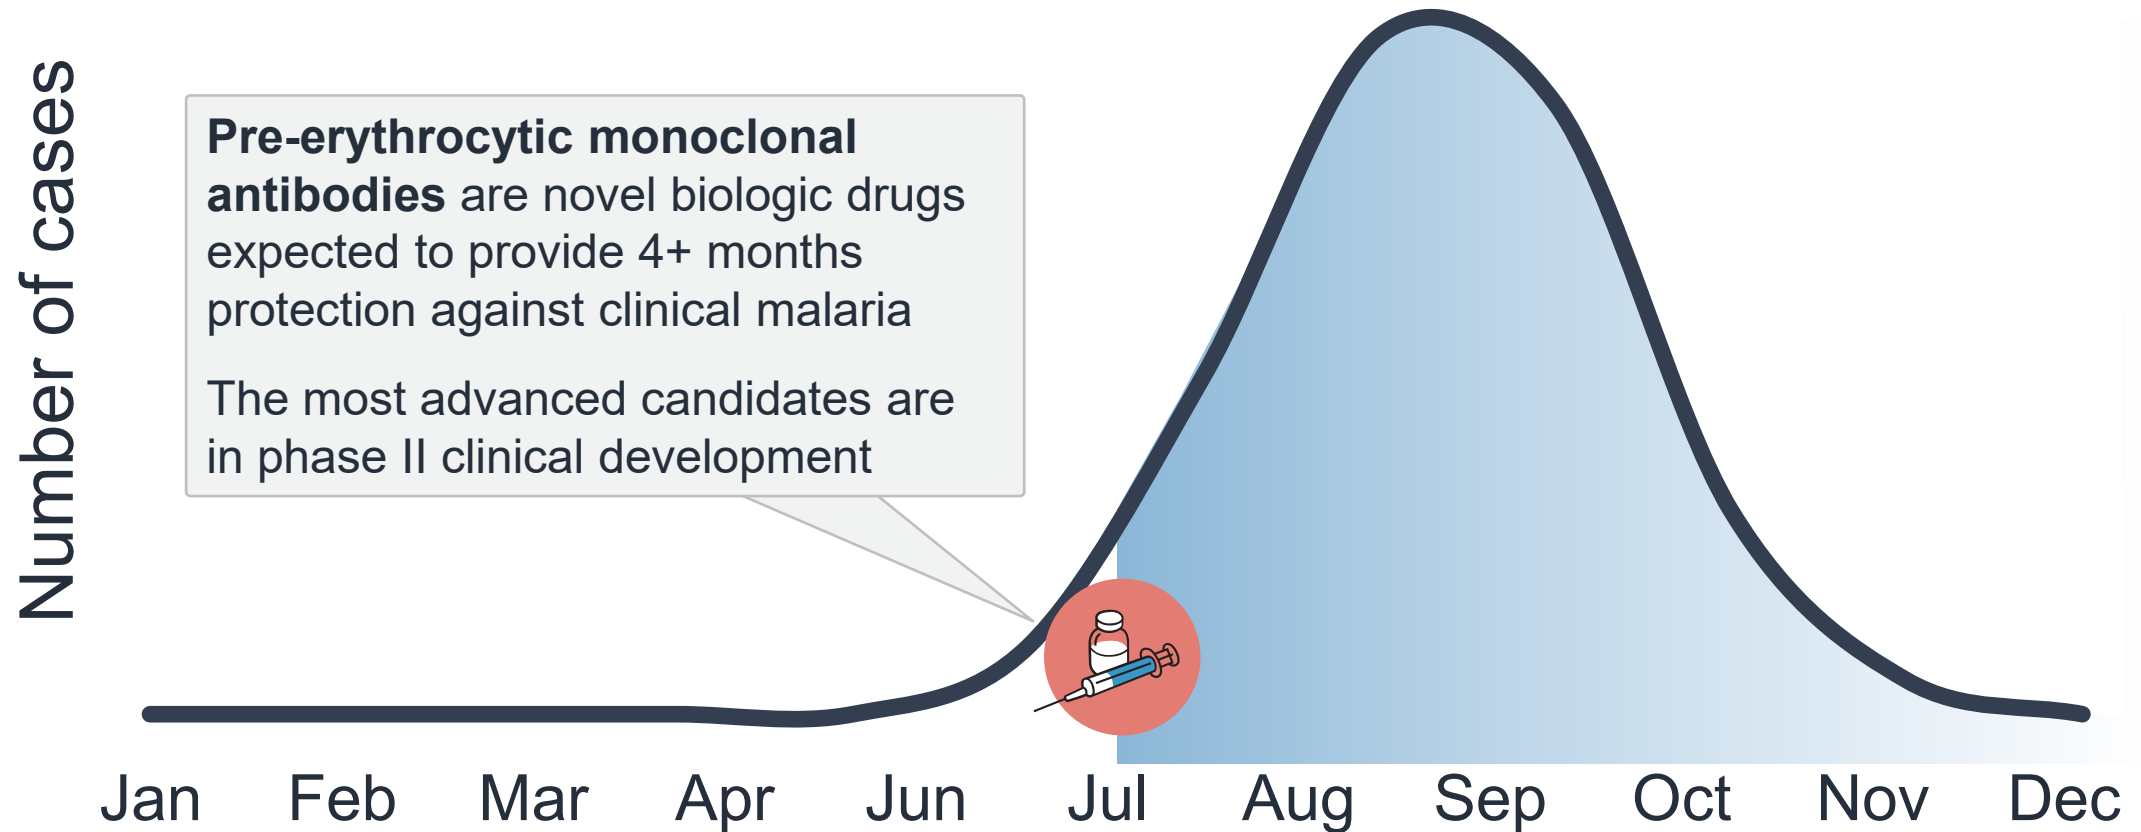 Number of cases
Pre-erythrocytic monoclonal
antibodies are novel biologic drugs
expected to provide 4+ months
protection against clinical malaria
The most advanced candidates are
in phase II clinical development
Jan Feb Mar Apr Jun Jul Aug Sep Oct Nov Dec